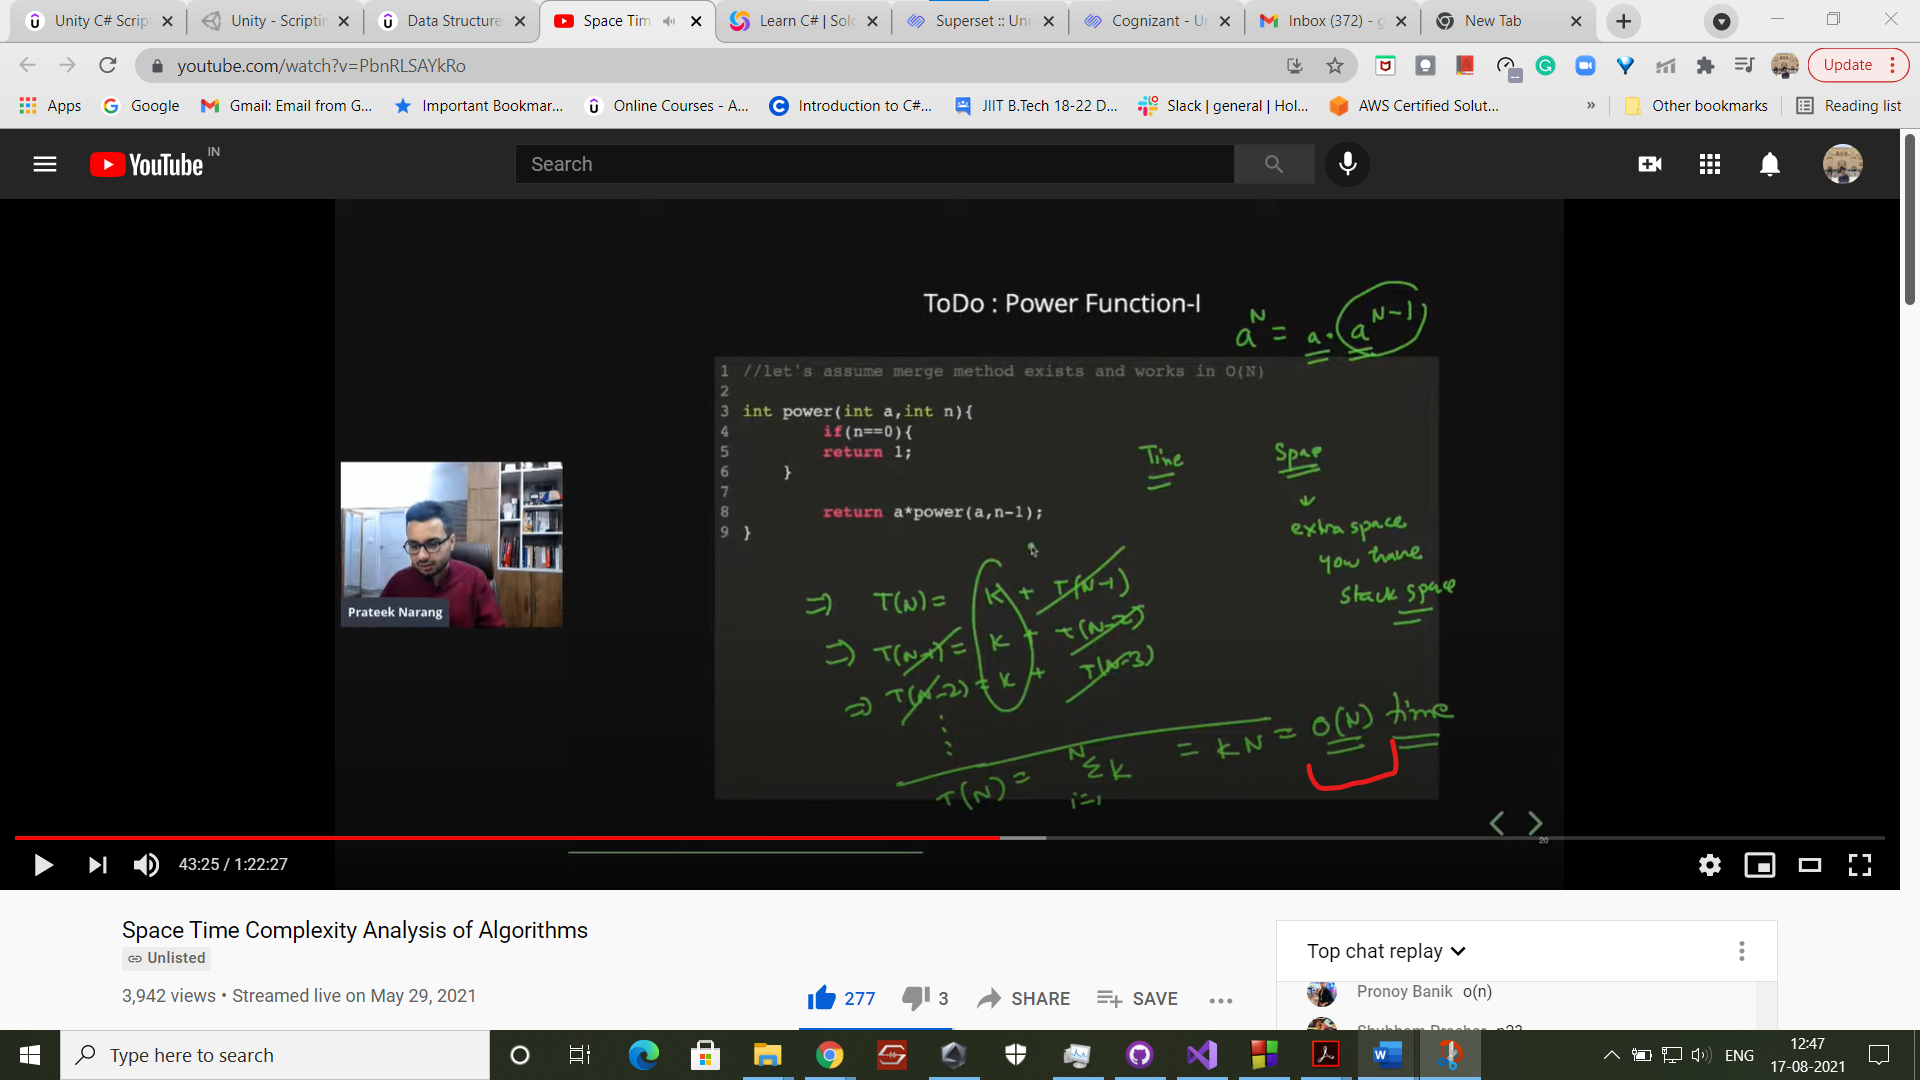 Unity C# Scrip
Unity - Scriptin
Data Structure
Space Tim
Learn C# | Solo
Superset :: Uni
Cognizant - U
Inbox (372) - g
New Tab
youtube.com/watch?v=PbnRLSAYkRo
Update
Apps
Google
Gmail: Email from G...
Important Bookmar...
Online Courses - A...
Introduction to C#...
JIIT B.Tech 18-22 D...
Slack | general | Hol...
AWS Certified Solut...
»
Other bookmarks
Reading list
YouTube IN
Search
ToDo : Power Function-I
a^N = a · a^N-1
1 //let's assume merge method exists and works in O(N)
2
3 int power(int a,int n){
4 if(n==0){
5 return 1;
6 }
7
8 return a*power(a,n-1);
9 }
Time
Space
extra space
you have
stack space
Prateek Narang
⇒ T(N) = K + T(N-1)
⇒ T(N-1) = K + T(N-2)
⇒ T(N-2) = K + T(N-3)
T(N) = N Σ K i=1 = KN = O(N) time
20
43:25 / 1:22:27
Space Time Complexity Analysis of Algorithms
Unlisted
3,942 views • Streamed live on May 29, 2021
277
3
SHARE
SAVE
Top chat replay
Pronoy Banik o(n)
Type here to search
ENG
12:47
17-08-2021